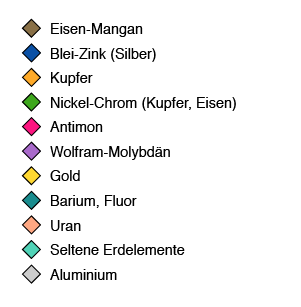 Eisen-Mangan
Blei-Zink (Silber)
Kupfer
Nickel-Chrom (Kupfer, Eisen)
Antimon
Wolfram-Molybdän
Gold
Barium, Fluor
Uran
Seltene Erdelemente
Aluminium